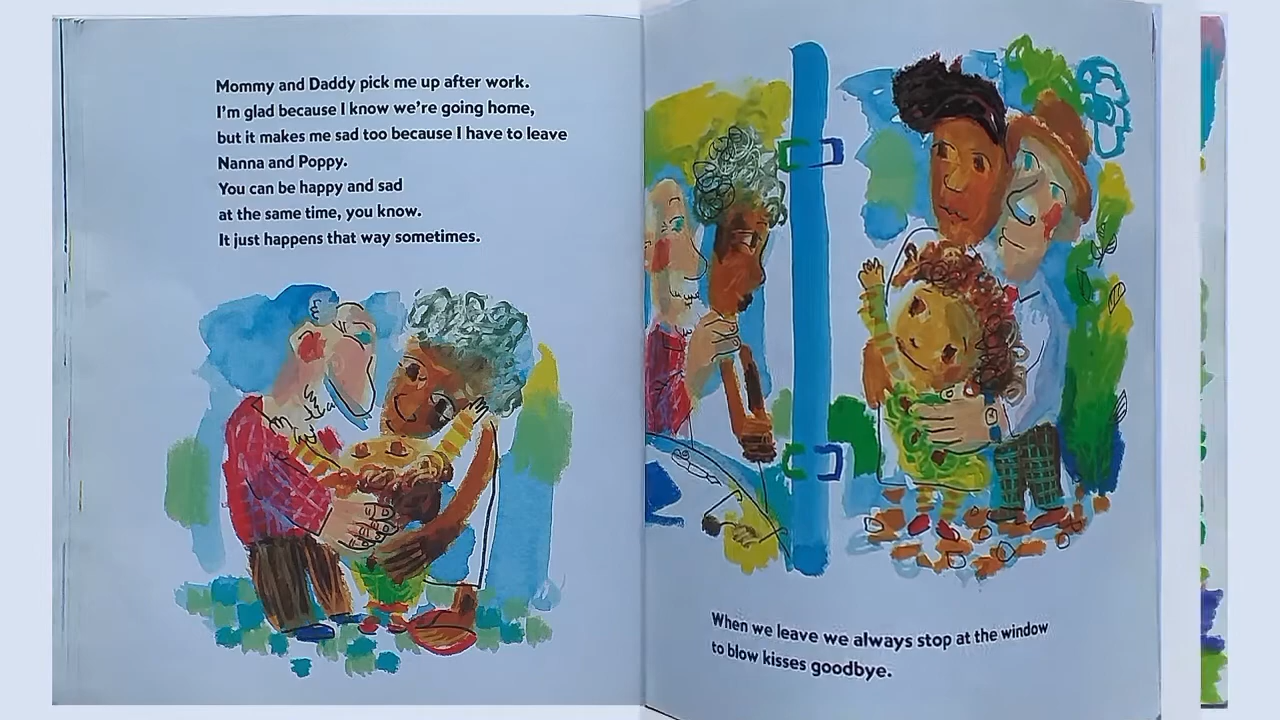 Mommy and Daddy pick me up after work.
I'm glad because I know we're going home,
but it makes me sad too because I have to leave
Nanna and Poppy.
You can be happy and sad
at the same time, you know.
It just happens that way sometimes.
When we leave we always stop at the window
to blow kisses goodbye.